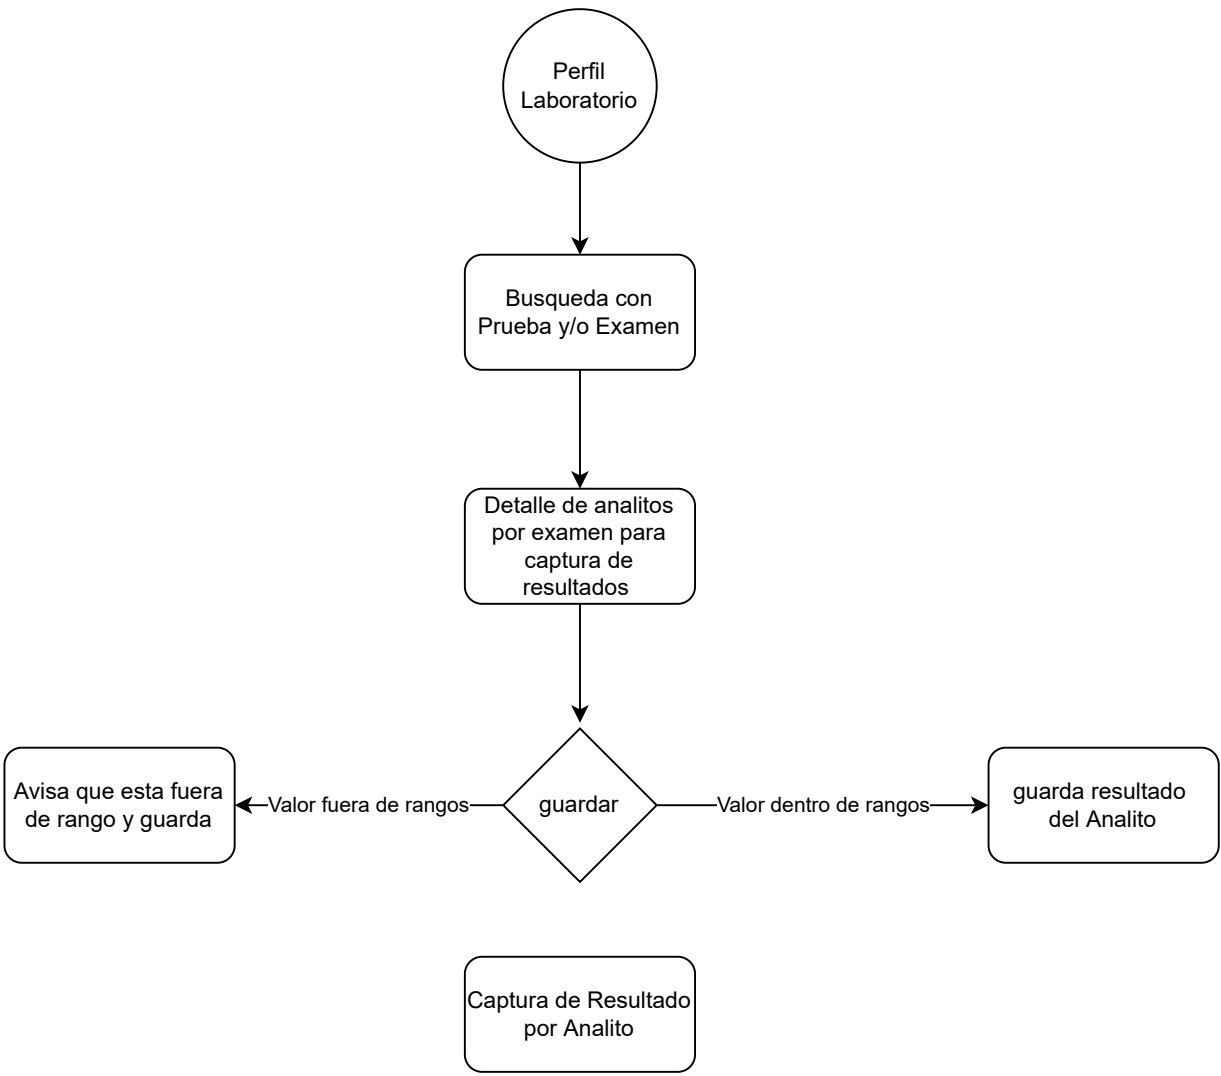 Perfil
Laboratorio
Busqueda con
Prueba y/o Examen
Detalle de analitos
por examen para
captura de
resultados
Avisa que esta fuera
de rango y guarda
Valor fuera de rangos
guardar
Valor dentro de rangos
guarda resultado
del Analito
Captura de Resultado
por Analito